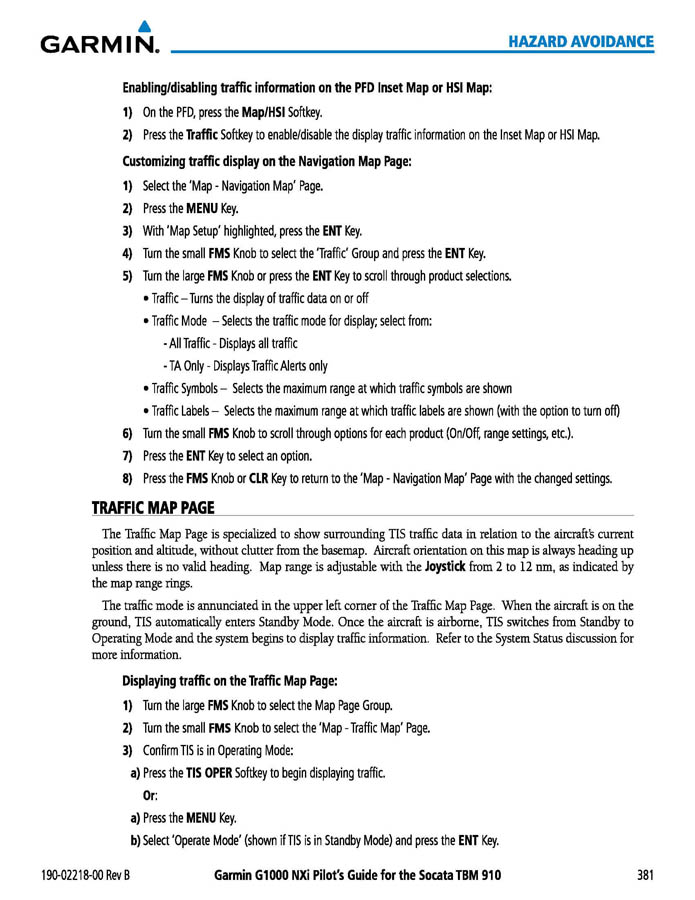 GARMIN.
HAZARD AVOIDANCE
Enabling/disabling traffic information on the PFD Inset Map or HSI Map:
1) On the PFD, press the Map/HSI Softkey.
2) Press the Traffic Softkey to enable/disable the display traffic information on the Inset Map or HSI Map.
Customizing traffic display on the Navigation Map Page:
1) Select the ‘Map - Navigation Map’ Page.
2) Press the MENU Key.
3) With ‘Map Setup’ highlighted, press the ENT Key.
4) Turn the small FMS Knob to select the ‘Traffic’ Group and press the ENT Key.
5) Turn the large FMS Knob or press the ENT Key to scroll through product selections.
• Traffic – Turns the display of traffic data on or off
• Traffic Mode – Selects the traffic mode for display; select from:
- All Traffic - Displays all traffic
- TA Only - Displays Traffic Alerts only
• Traffic Symbols – Selects the maximum range at which traffic symbols are shown
• Traffic Labels – Selects the maximum range at which traffic labels are shown (with the option to turn off)
6) Turn the small FMS Knob to scroll through options for each product (On/Off, range settings, etc.).
7) Press the ENT Key to select an option.
8) Press the FMS Knob or CLR Key to return to the ‘Map - Navigation Map’ Page with the changed settings.
TRAFFIC MAP PAGE
The Traffic Map Page is specialized to show surrounding TIS traffic data in relation to the aircraft’s current
position and altitude, without clutter from the basemap. Aircraft orientation on this map is always heading up
unless there is no valid heading. Map range is adjustable with the Joystick from 2 to 12 nm, as indicated by
the map range rings.
The traffic mode is annunciated in the upper left corner of the Traffic Map Page. When the aircraft is on the
ground, TIS automatically enters Standby Mode. Once the aircraft is airborne, TIS switches from Standby to
Operating Mode and the system begins to display traffic information. Refer to the System Status discussion for
more information.
Displaying traffic on the Traffic Map Page:
1) Turn the large FMS Knob to select the Map Page Group.
2) Turn the small FMS Knob to select the ‘Map - Traffic Map’ Page.
3) Confirm TIS is in Operating Mode:
a) Press the TIS OPER Softkey to begin displaying traffic.
Or:
a) Press the MENU Key.
b) Select ‘Operate Mode’ (shown if TIS is in Standby Mode) and press the ENT Key.
190-02218-00 Rev B
Garmin G1000 NXi Pilot’s Guide for the Socata TBM 910
381